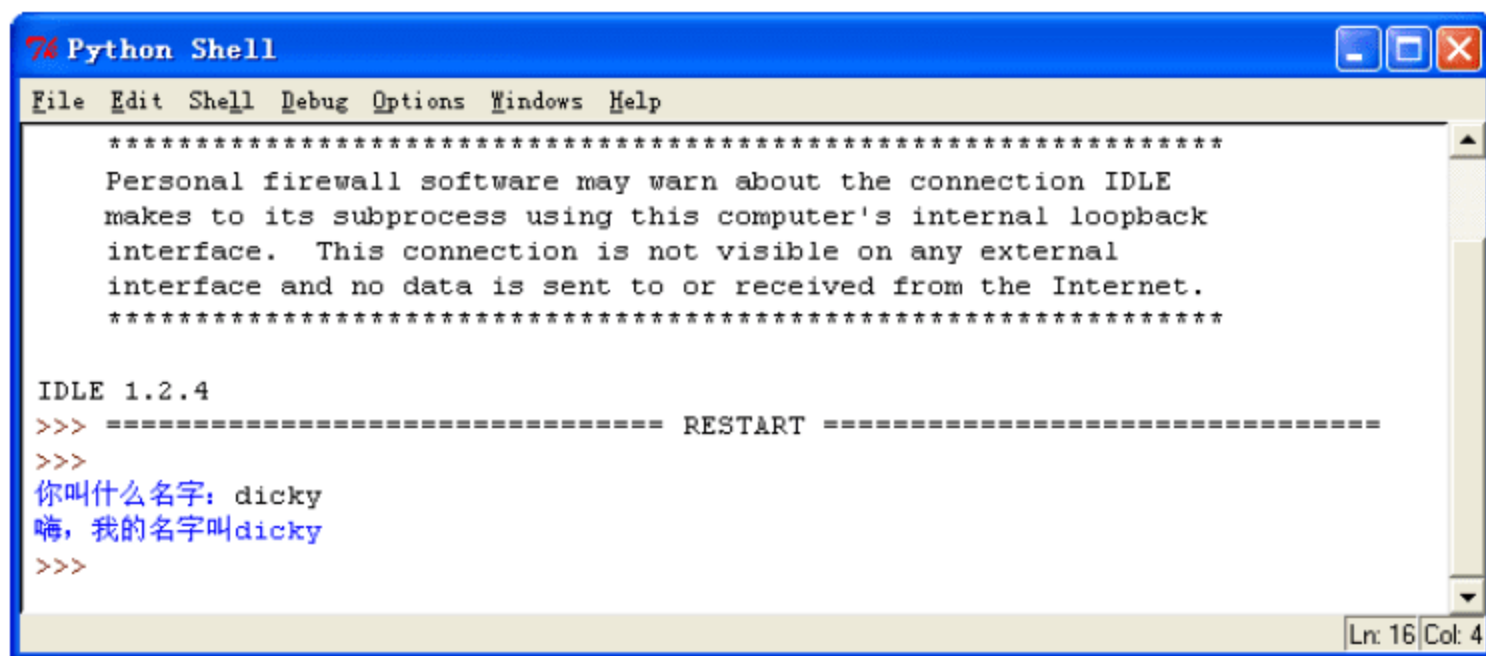 Python Shell
File Edit Shell Debug Options Windows Help
****************************************************************
Personal firewall software may warn about the connection IDLE
makes to its subprocess using this computer's internal loopback
interface.  This connection is not visible on any external
interface and no data is sent to or received from the Internet.
****************************************************************
IDLE 1.2.4
>>> ================================ RESTART ================================
>>>
你叫什么名字：dicky
嗨，我的名字叫dicky
>>>
Ln: 16 Col: 4